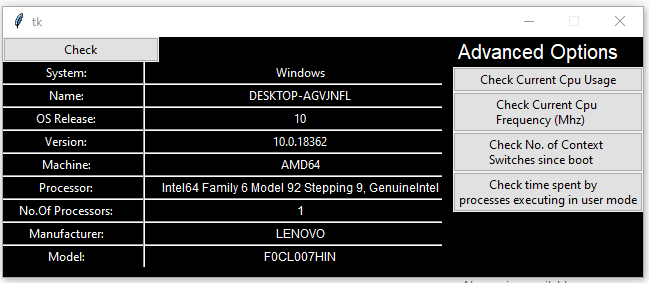 tk
Check
System: Windows
Name: DESKTOP-AGVJNFL
OS Release: 10
Version: 10.0.18362
Machine: AMD64
Processor: Intel64 Family 6 Model 92 Stepping 9, GenuineIntel
No.Of Processors: 1
Manufacturer: LENOVO
Model: F0CL007HIN
Advanced Options
Check Current Cpu Usage
Check Current Cpu
Frequency (Mhz)
Check No. of Context
Switches since boot
Check time spent by
processes executing in user mode